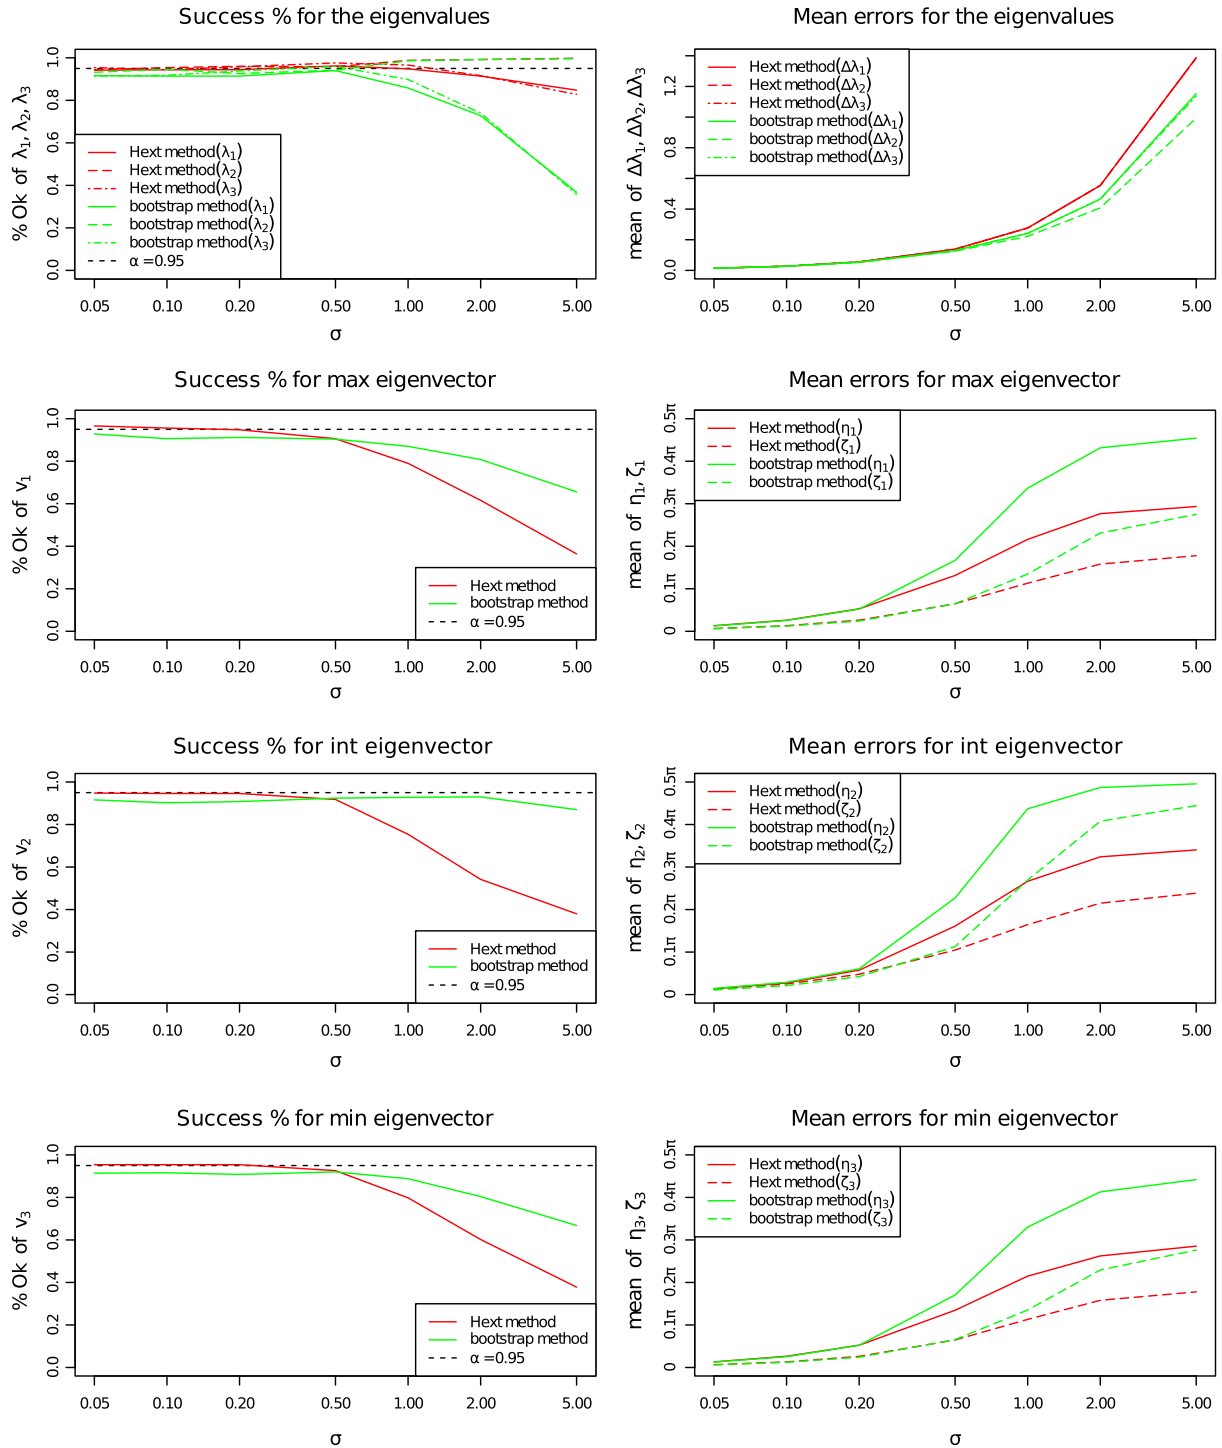 Success % for the eigenvalues
% Ok of λ1, λ2, λ3
0.0 0.2 0.4 0.6 0.8 1.0
Hext method(λ1)
Hext method(λ2)
Hext method(λ3)
bootstrap method(λ1)
bootstrap method(λ2)
bootstrap method(λ3)
α =0.95
0.05 0.10 0.20 0.50 1.00 2.00 5.00
σ
Mean errors for the eigenvalues
mean of Δλ1, Δλ2, Δλ3
0.0 0.4 0.8 1.2
Hext method(Δλ1)
Hext method(Δλ2)
Hext method(Δλ3)
bootstrap method(Δλ1)
bootstrap method(Δλ2)
bootstrap method(Δλ3)
0.05 0.10 0.20 0.50 1.00 2.00 5.00
σ
Success % for max eigenvector
% Ok of v1
0.0 0.2 0.4 0.6 0.8 1.0
Hext method
bootstrap method
α =0.95
0.05 0.10 0.20 0.50 1.00 2.00 5.00
σ
Mean errors for max eigenvector
mean of η1, ζ1
0 0.1π 0.2π 0.3π 0.4π 0.5π
Hext method(η1)
Hext method(ζ1)
bootstrap method(η1)
bootstrap method(ζ1)
0.05 0.10 0.20 0.50 1.00 2.00 5.00
σ
Success % for int eigenvector
% Ok of v2
0.0 0.2 0.4 0.6 0.8 1.0
Hext method
bootstrap method
α =0.95
0.05 0.10 0.20 0.50 1.00 2.00 5.00
σ
Mean errors for int eigenvector
mean of η2, ζ2
0 0.1π 0.2π 0.3π 0.4π 0.5π
Hext method(η2)
Hext method(ζ2)
bootstrap method(η2)
bootstrap method(ζ2)
0.05 0.10 0.20 0.50 1.00 2.00 5.00
σ
Success % for min eigenvector
% Ok of v3
0.0 0.2 0.4 0.6 0.8 1.0
Hext method
bootstrap method
α =0.95
0.05 0.10 0.20 0.50 1.00 2.00 5.00
σ
Mean errors for min eigenvector
mean of η3, ζ3
0 0.1π 0.2π 0.3π 0.4π 0.5π
Hext method(η3)
Hext method(ζ3)
bootstrap method(η3)
bootstrap method(ζ3)
0.05 0.10 0.20 0.50 1.00 2.00 5.00
σ